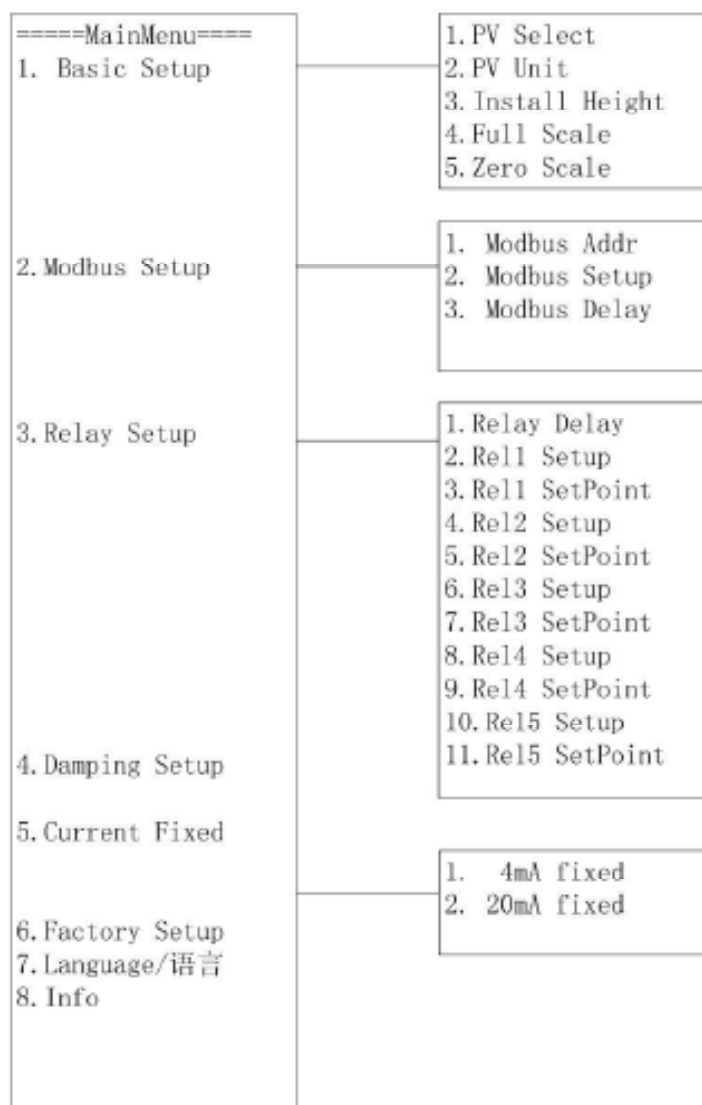 =====MainMenu====
1. Basic Setup
2.Modbus Setup
3.Relay Setup
4.Damping Setup
5.Current Fixed
6.Factory Setup
7.Language/语言
8.Info
1.PV Select
2.PV Unit
3.Install Height
4.Full Scale
5.Zero Scale
1. Modbus Addr
2. Modbus Setup
3. Modbus Delay
1.Relay Delay
2.Rel1 Setup
3.Rel1 SetPoint
4.Rel2 Setup
5.Rel2 SetPoint
6.Rel3 Setup
7.Rel3 SetPoint
8.Rel4 Setup
9.Rel4 SetPoint
10.Rel5 Setup
11.Rel5 SetPoint
1. 4mA fixed
2. 20mA fixed